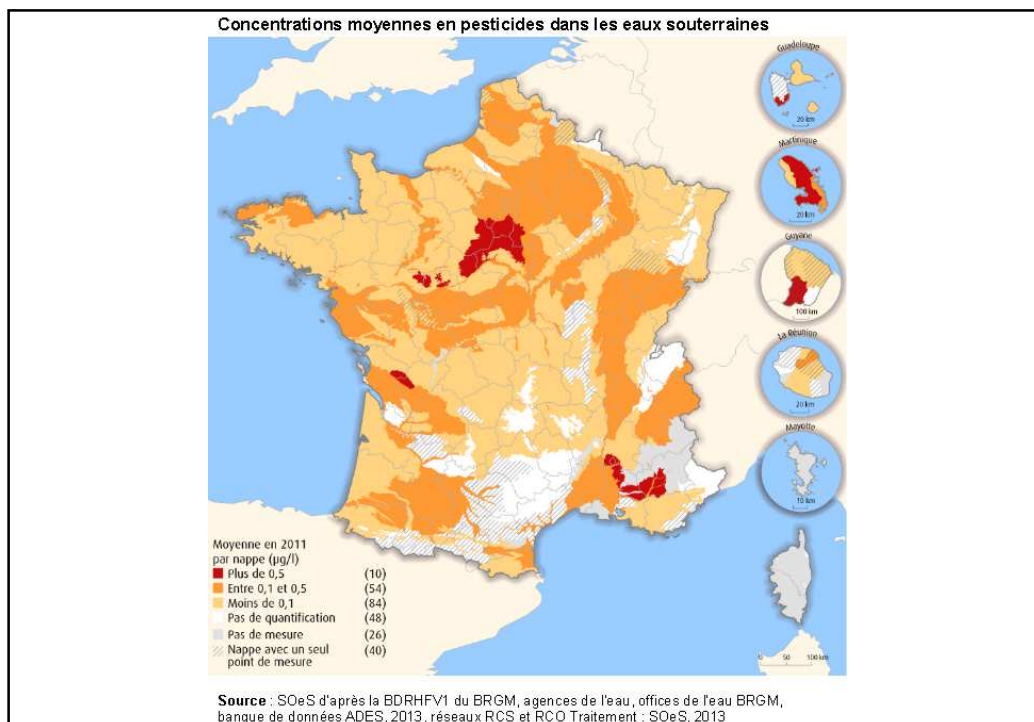 Concentrations moyennes en pesticides dans les eaux souterraines
Guadeloupe
20 km
Martinique
20 km
Guyane
100 km
La Réunion
20 km
Mayotte
10 km
Moyenne en 2011
par nappe (µg/l)
Plus de 0,5 (10)
Entre 0,1 et 0,5 (54)
Moins de 0,1 (84)
Pas de quantification (48)
Pas de mesure (26)
Nappe avec un seul (40)
point de mesure
0 50 100 km
Source : SOeS d'après la BDRHFV1 du BRGM, agences de l'eau, offices de l'eau BRGM,
banque de données ADES, 2013, réseaux RCS et RCO Traitement : SOeS, 2013